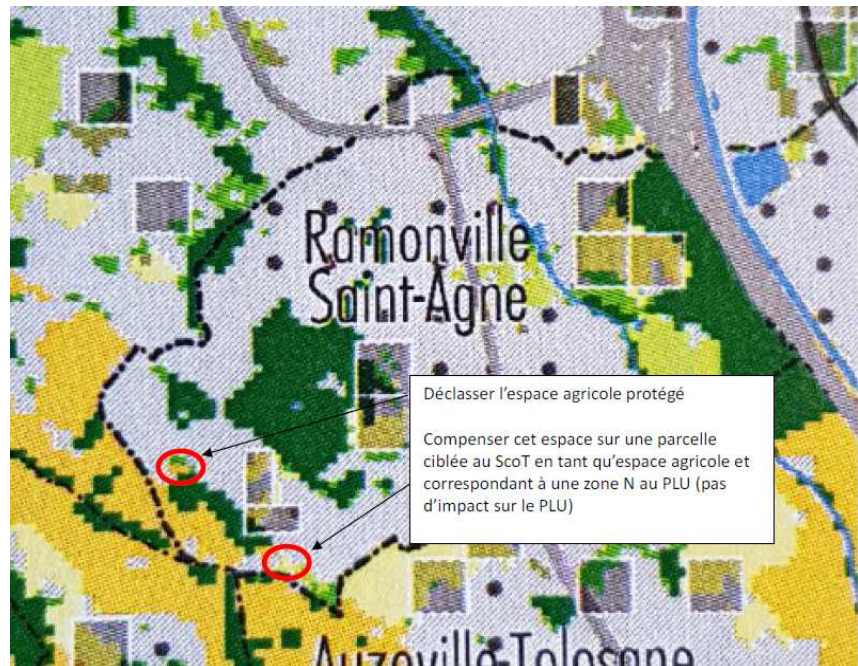 Ramonville
Saint-Agne
Déclasser l’espace agricole protégé
Compenser cet espace sur une parcelle
ciblée au ScoT en tant qu’espace agricole et
correspondant à une zone N au PLU (pas
d’impact sur le PLU)
Auzeville-Tolosane